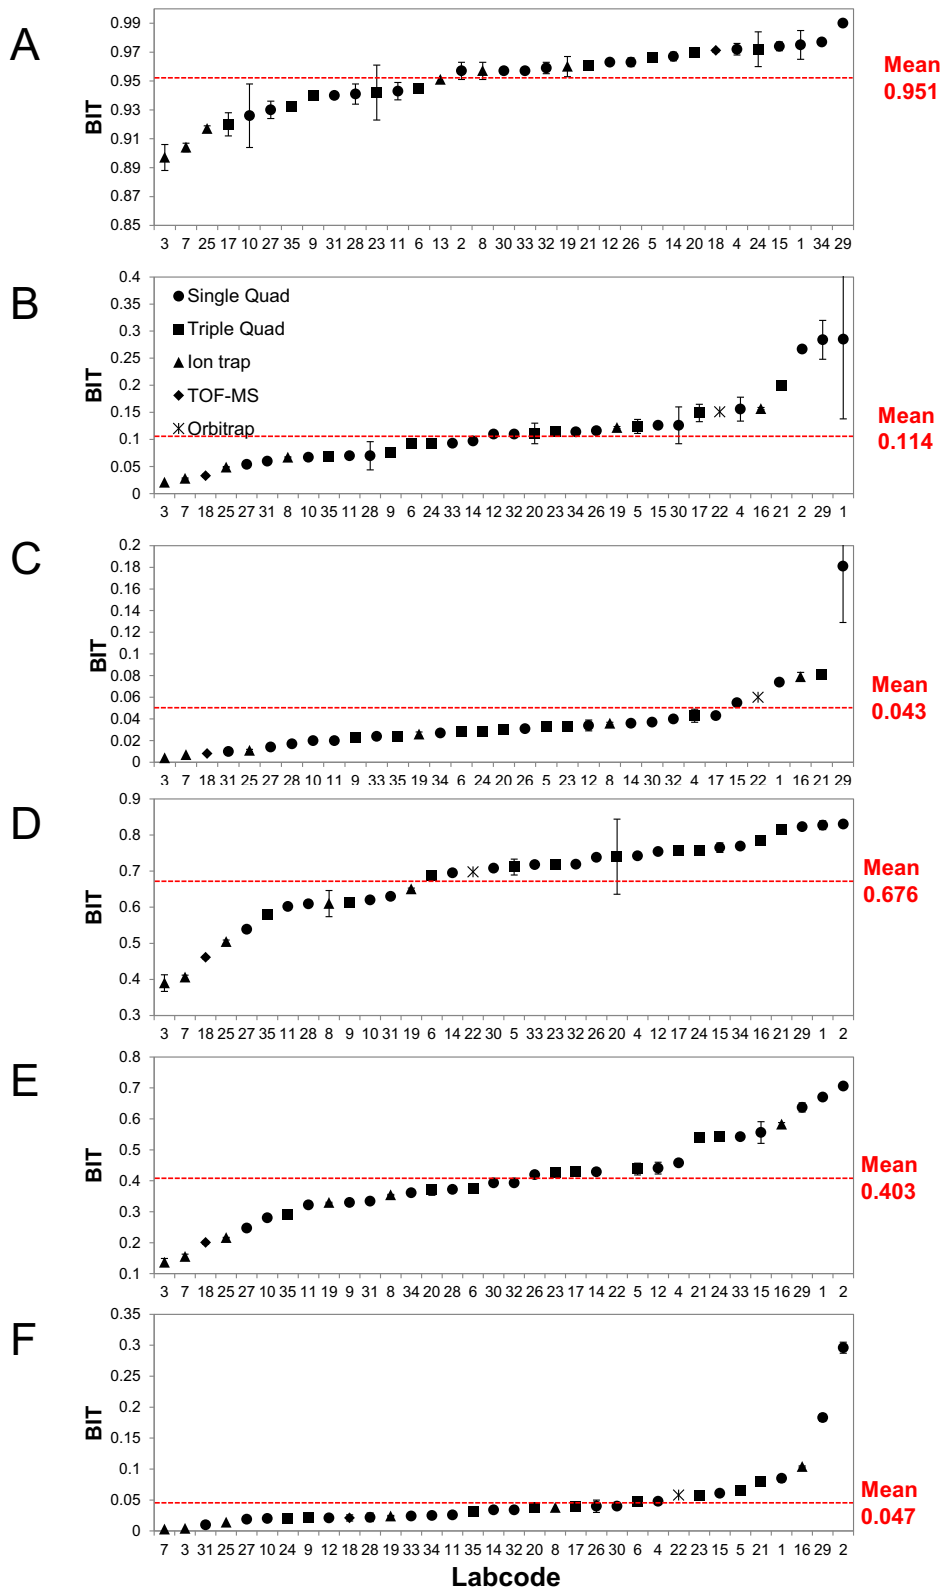 A
BIT
0.99
0.97
0.95
0.93
0.91
0.89
0.87
0.85
Mean
0.951
3 7 25 17 10 27 35 9 31 28 23 11 6 13 2 8 30 33 32 19 21 12 26 5 14 20 18 4 24 15 1 34 29
B
BIT
0.4
0.35
0.3
0.25
0.2
0.15
0.1
0.05
0
Single Quad
Triple Quad
Ion trap
TOF-MS
Orbitrap
Mean
0.114
3 7 18 25 27 31 8 10 35 11 28 9 6 24 33 14 12 32 20 23 34 26 19 5 15 30 17 22 4 16 21 2 29 1
C
BIT
0.2
0.18
0.16
0.14
0.12
0.1
0.08
0.06
0.04
0.02
0
Mean
0.043
3 7 18 31 25 27 28 10 11 9 33 35 19 34 6 24 20 26 5 23 12 8 14 30 32 4 17 15 22 1 16 21 29
D
BIT
0.9
0.8
0.7
0.6
0.5
0.4
0.3
Mean
0.676
3 7 18 25 27 35 11 28 8 9 10 31 19 6 14 22 30 5 33 23 32 26 20 4 12 17 24 15 34 16 21 29 1 2
E
BIT
0.8
0.7
0.6
0.5
0.4
0.3
0.2
0.1
Mean
0.403
3 7 18 25 27 10 35 11 19 9 31 8 34 20 28 6 30 32 26 23 17 14 22 5 12 4 21 24 33 15 16 29 1 2
F
BIT
0.35
0.3
0.25
0.2
0.15
0.1
0.05
0
Mean
0.047
7 3 31 25 27 10 24 9 12 18 28 19 33 34 11 35 14 32 20 8 17 26 30 6 4 22 23 15 5 21 1 16 29 2
Labcode